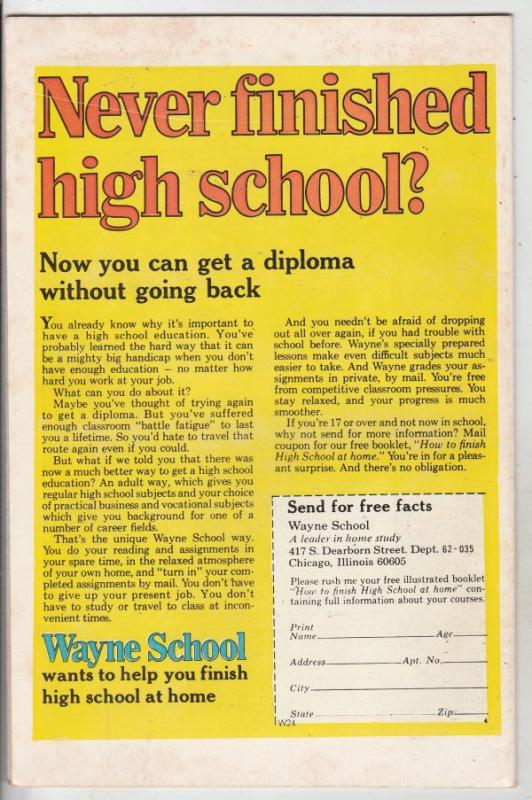 Never finished
high school?
Now you can get a diploma
without going back
You already know why it's important to
have a high school education. You've
probably learned the hard way that it can
be a mighty big handicap when you don't
have enough education — no matter how
hard you work at your job.
What can you do about it?
Maybe you've thought of trying again
to get a diploma. But you've suffered
enough classroom "battle fatigue" to last
you a lifetime. So you'd hate to travel that
route again even if you could.
But what if we told you that there was
now a much better way to get a high school
education? An adult way, which gives you
regular high school subjects and your choice
of practical business and vocational subjects
which give you background for one of a
number of career fields.
That's the unique Wayne School way.
You do your reading and assignments in
your spare time, in the relaxed atmosphere
of your own home, and "turn in" your com-
pleted assignments by mail. You don't have
to give up your present job. You don't
have to study or travel to class at incon-
venient times.
Wayne School
wants to help you finish
high school at home
And you needn't be afraid of dropping
out all over again, if you had trouble with
school before. Wayne's specially prepared
lessons make even difficult subjects much
easier to take. And Wayne grades your as-
signments in private, by mail. You're free
from competitive classroom pressures. You
stay relaxed, and your progress is much
smoother.
If you're 17 or over and not now in school,
why not send for more information? Mail
coupon for our free booklet, "How to finish
High School at home." You're in for a pleas-
ant surprise. And there's no obligation.
Send for free facts
Wayne School
A leader in home study
417 S. Dearborn Street. Dept. 62-035
Chicago, Illinois 60605
Please rush me your free illustrated booklet
"How to finish High School at home" con-
taining full information about your courses.
Print
Name Age
Address Apt. No.
City
State Zip
W24 4